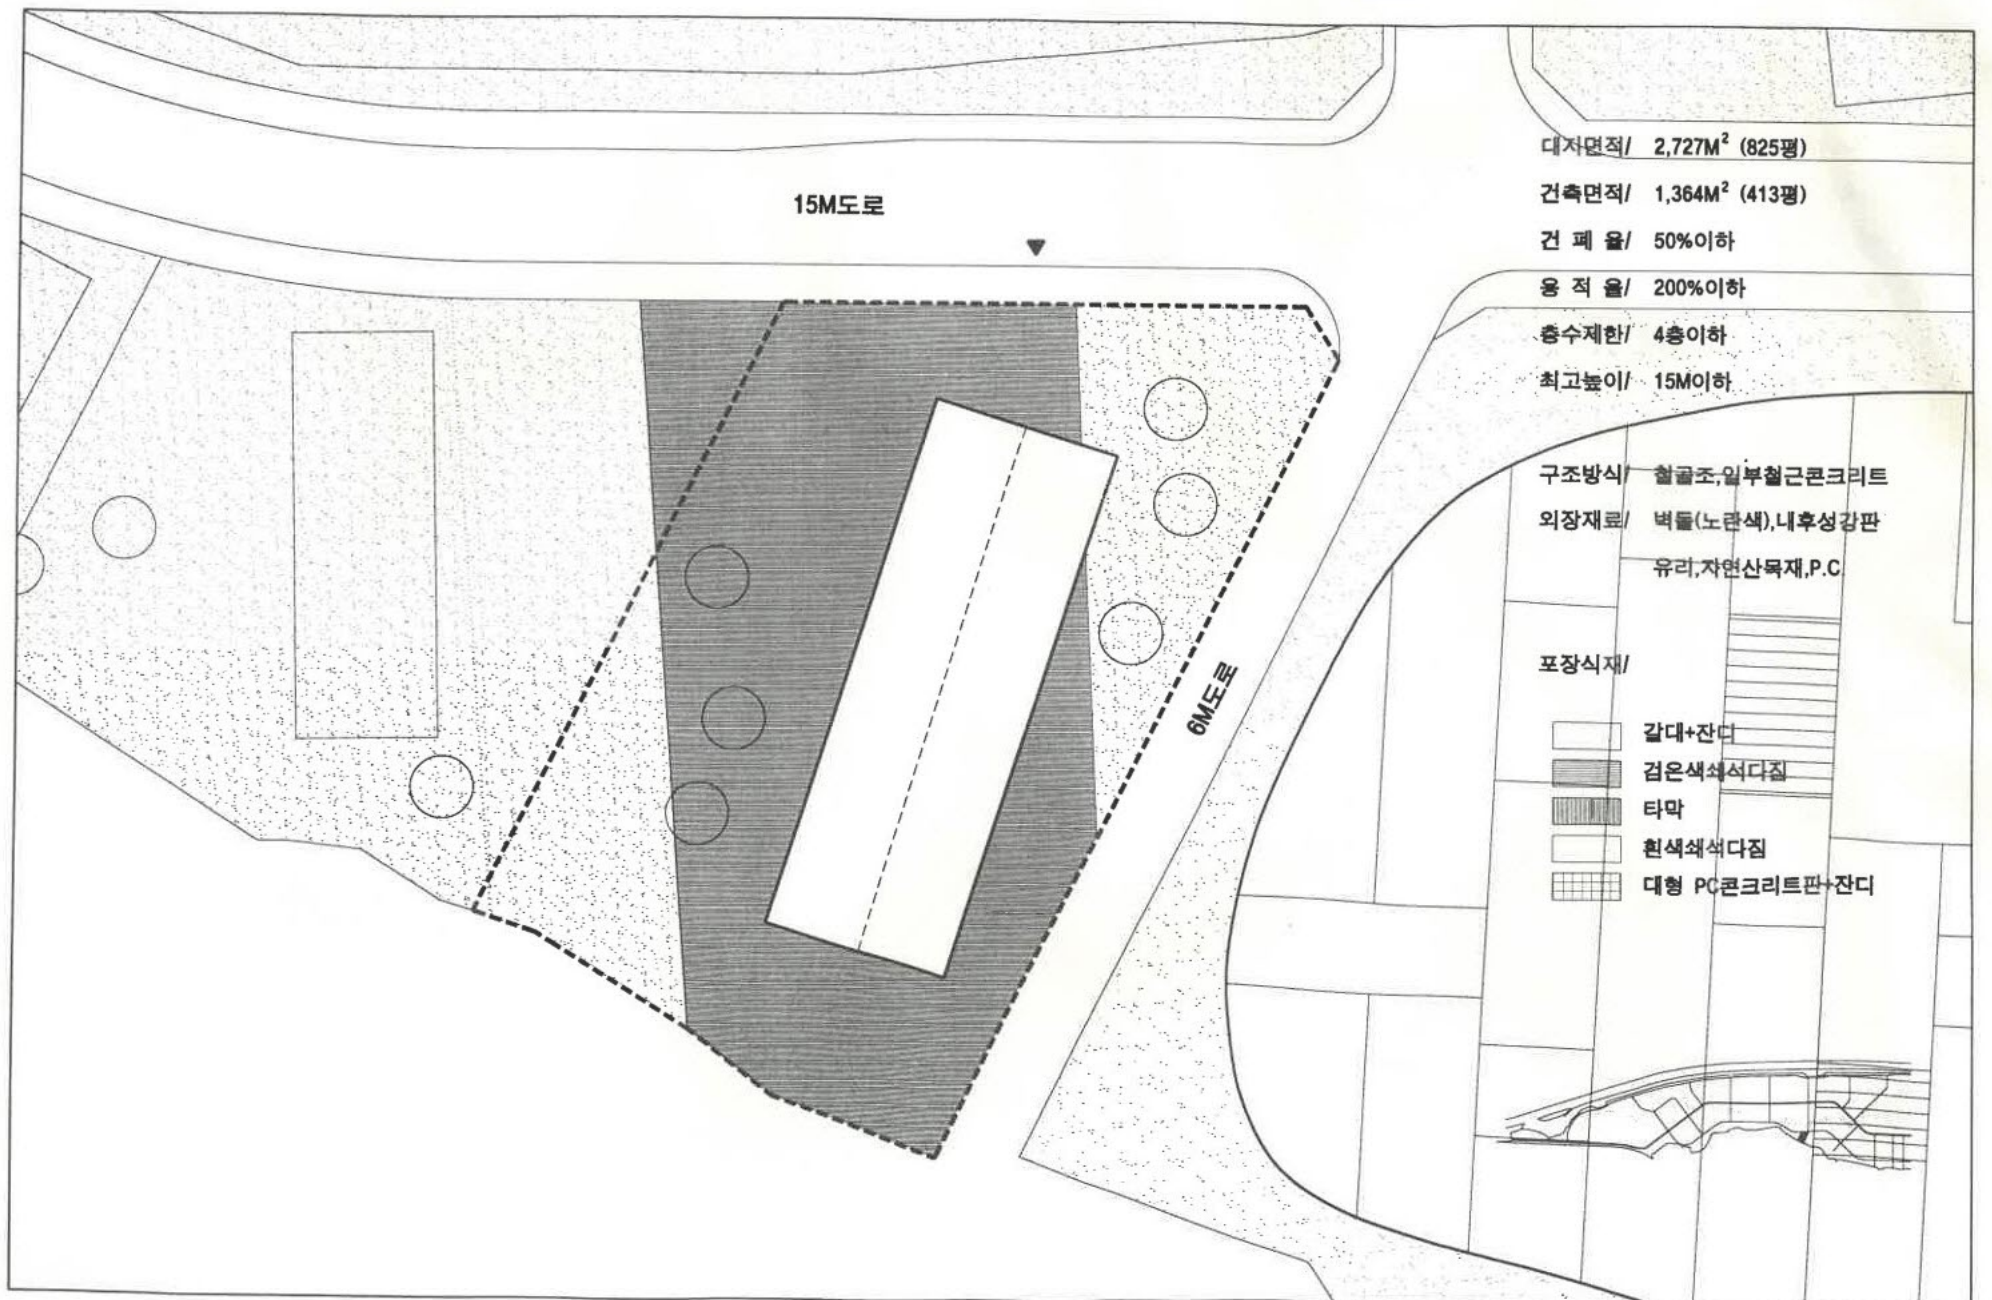 15M도로
6M도로
대지면적/ 2,727M² (825평)
건축면적/ 1,364M² (413평)
건 폐 율/ 50%이하
용 적 율/ 200%이하
층수제한/ 4층이하
최고높이/ 15M이하
구조방식/ 철골조,일부철근콘크리트
외장재료/ 벽돌(노란색),내후성강판
유리,자연산목재,P.C.
포장식재/
갈대+잔디
검은색쇄석다짐
타막
흰색쇄석다짐
대형 PC콘크리트판+잔디